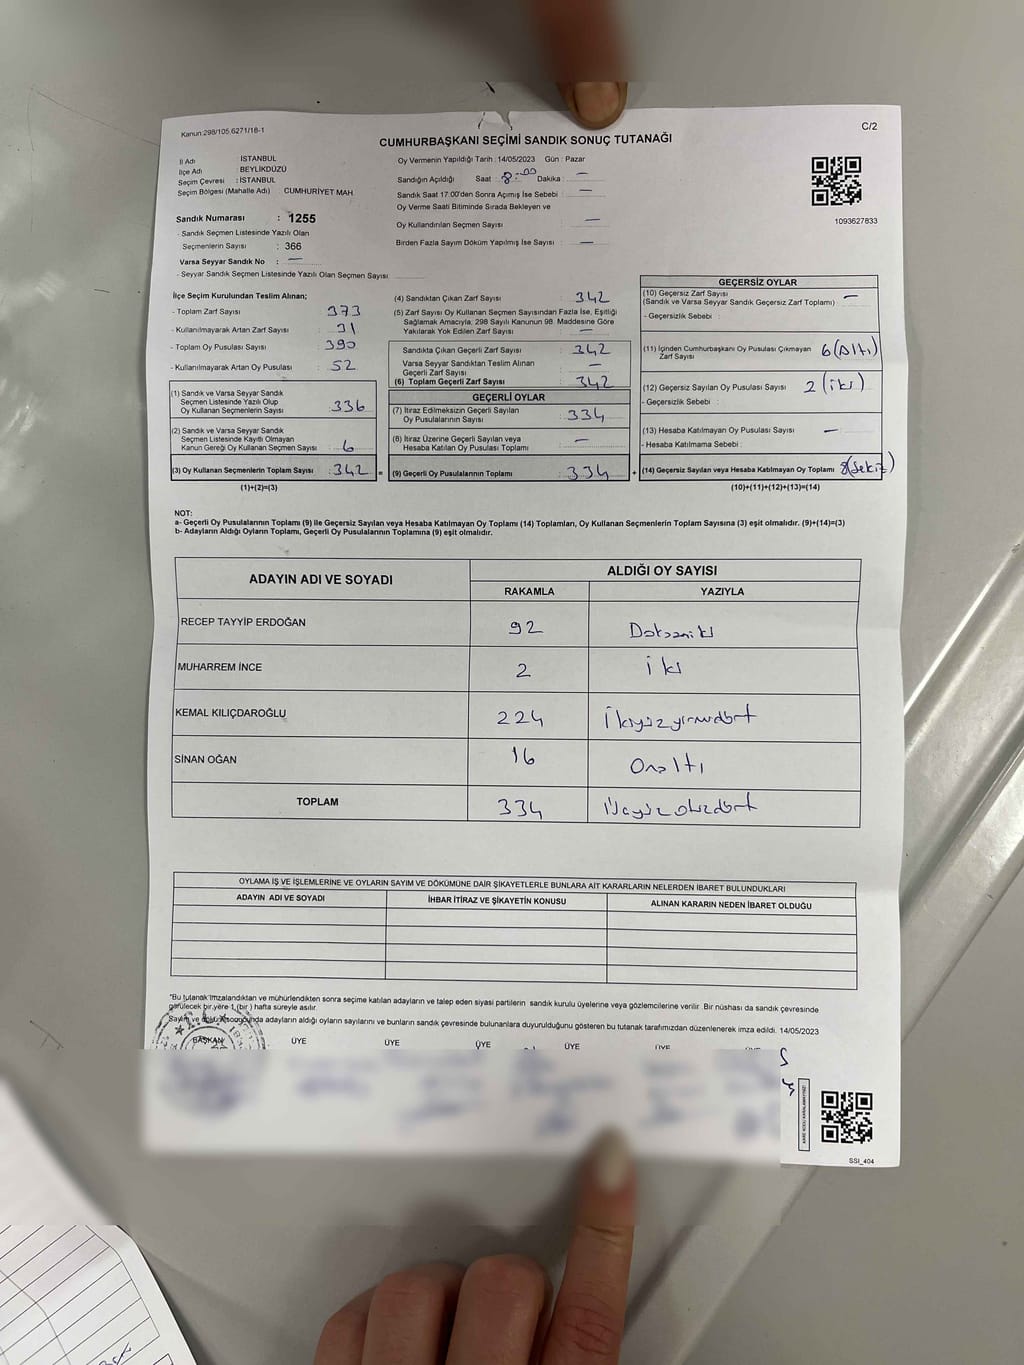 Kanun:298/105.6271/18-1
C/2
CUMHURBAŞKANI SEÇİMİ SANDIK SONUÇ TUTANAĞI
İl Adı İSTANBUL
İlçe Adı : BEYLİKDÜZÜ
Seçim Çevresi : İSTANBUL
Seçim Bölgesi (Mahalle Adı) CUMHURİYET MAH.
Sandık Numarası : 1255
- Sandık Seçmen Listesinde Yazılı Olan
Seçmenlerin Sayısı : 366
Varsa Seyyar Sandık No : —
- Seyyar Sandık Seçmen Listesinde Yazılı Olan Seçmen Sayısı
Oy Vermenin Yapıldığı Tarih : 14/05/2023 Gün : Pazar
Sandığın Açıldığı Saat 8:00 Dakika : —
Sandık Saat 17:00'den Sonra Açımış İse Sebebi : —
Oy Verme Saati Bitiminde Sırada Bekleyen ve
Oy Kullandırılan Seçmen Sayısı : —
Birden Fazla Sayım Döküm Yapılmış İse Sayısı : —
1093627833
İlçe Seçim Kurulundan Teslim Alınan;
- Toplam Zarf Sayısı : 373
- Kullanılmayarak Artan Zarf Sayısı : 31
- Toplam Oy Pusulası Sayısı : 390
- Kullanılmayarak Artan Oy Pusulası : 52
(1) Sandık ve Varsa Seyyar Sandık
Seçmen Listesinde Yazılı Olup
Oy Kullanan Seçmenlerin Sayısı : 336
(2) Sandık ve Varsa Seyyar Sandık
Seçmen Listesinde Kayıtlı Olmayan
Kanun Gereği Oy Kullanan Seçmen Sayısı : 6
(3) Oy Kullanan Seçmenlerin Toplam Sayısı : 342 =
(1)+(2)=(3)
(4) Sandıktan Çıkan Zarf Sayısı : 342
(5) Zarf Sayısı Oy Kullanan Seçmen Sayısından Fazla İse, Eşitliği
Sağlamak Amacıyla, 298 Sayılı Kanunun 98. Maddesine Göre
Yakılarak Yok Edilen Zarf Sayısı : —
Sandıkta Çıkan Geçerli Zarf Sayısı : 342
Varsa Seyyar Sandıktan Teslim Alınan
Geçerli Zarf Sayısı : —
(6) Toplam Geçerli Zarf Sayısı : 342
GEÇERLİ OYLAR
(7) İtiraz Edilmeksizin Geçerli Sayılan
Oy Pusulalarının Sayısı : 334
(8) İtiraz Üzerine Geçerli Sayılan veya
Hesaba Katılan Oy Pusulası Toplamı : —
(9) Geçerli Oy Pusulalarının Toplamı : 334 +
GEÇERSİZ OYLAR
(10) Geçersiz Zarf Sayısı —
(Sandık ve Varsa Seyyar Sandık Geçersiz Zarf Toplamı) :
- Geçersizlik Sebebi :
(11) İçinden Cumhurbaşkanı Oy Pusulası Çıkmayan 6 (Altı)
Zarf Sayısı
(12) Geçersiz Sayılan Oy Pusulası Sayısı 2 (iki)
- Geçersizlik Sebebi :
(13) Hesaba Katılmayan Oy Pusulası Sayısı : —
- Hesaba Katılmama Sebebi :
(14) Geçersiz Sayılan veya Hesaba Katılmayan Oy Toplamı 8 (sekiz)
(10)+(11)+(12)+(13)=(14)
NOT:
a- Geçerli Oy Pusulalarının Toplamı (9) ile Geçersiz Sayılan veya Hesaba Katılmayan Oy Toplamı (14) Toplamları, Oy Kullanan Seçmenlerin Toplam Sayısına (3) eşit olmalıdır. (9)+(14)=(3)
b- Adayların Aldığı Oyların Toplamı, Geçerli Oy Pusulalarının Toplamına (9) eşit olmalıdır.
ADAYIN ADI VE SOYADI ALDIĞI OY SAYISI
RAKAMLA YAZIYLA
RECEP TAYYİP ERDOĞAN 92 Doksaniki
MUHARREM İNCE 2 iki
KEMAL KILIÇDAROĞLU 224 ikiyüzyirmidört
SİNAN OĞAN 16 Onaltı
TOPLAM 334 üçyüzotuzdört
OYLAMA İŞ VE İŞLEMLERİNE VE OYLARIN SAYIM VE DÖKÜMÜNE DAİR ŞİKAYETLERLE BUNLARA AİT KARARLARIN NELERDEN İBARET BULUNDUKLARI
ADAYIN ADI VE SOYADI İHBAR İTİRAZ VE ŞİKAYETİN KONUSU ALINAN KARARIN NEDEN İBARET OLDUĞU
"Bu tutanak imzalandıktan ve mühürlendikten sonra seçime katılan adayların ve talep eden siyasi partilerin sandık kurulu üyelerine veya gözlemcilerine verilir. Bir nüshası da sandık çevresinde
görülecek bir yere 1 (bir ) hafta süreyle asılır.
Sayım ve döküm sonucunda adayların aldığı oyların sayılarını ve bunların sandık çevresinde bulunanlara duyurulduğunu gösteren bu tutanak tarafımızdan düzenlenerek imza edildi. 14/05/2023
BAŞKAN ÜYE ÜYE ÜYE ÜYE ÜYE ÜYE
SSI_404